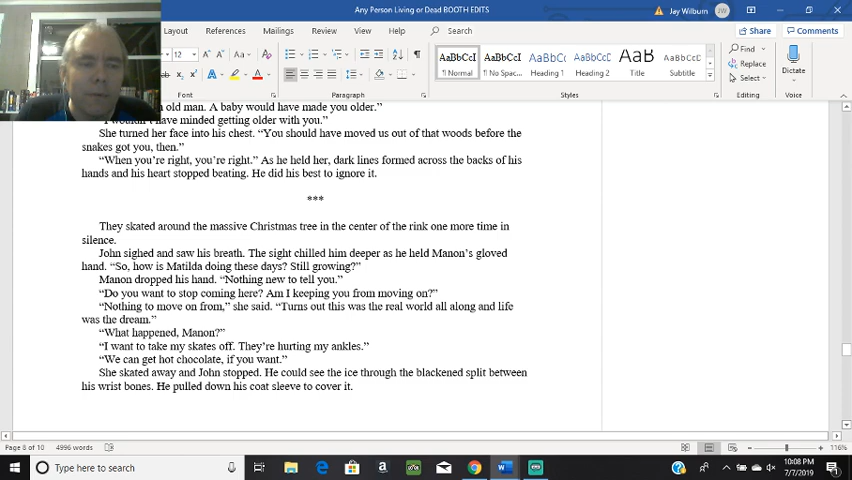 Any Person Living or Dead BOOTH EDITS
Jay Wilburn
JW
Layout
References
Mailings
Review
View
Help
Search
Share
Comments
12
Aa
AaBbCcI
AaBbCcI
AaBbC
AaBbCcI
AaB
AaBbCcI
¶ Normal
¶ No Spac...
Heading 1
Heading 2
Title
Subtitle
Find
Replace
Select
Dictate
Font
Paragraph
Styles
Editing
Voice
old man. A baby would have made you older.”
have minded getting older with you.”
She turned her face into his chest. “You should have moved us out of that woods before the
snakes got you, then.”
“When you’re right, you’re right.” As he held her, dark lines formed across the backs of his
hands and his heart stopped beating. He did his best to ignore it.
***
They skated around the massive Christmas tree in the center of the rink one more time in
silence.
John sighed and saw his breath. The sight chilled him deeper as he held Manon’s gloved
hand. “So, how is Matilda doing these days? Still growing?”
Manon dropped his hand. “Nothing new to tell you.”
“Do you want to stop coming here? Am I keeping you from moving on?”
“Nothing to move on from,” she said. “Turns out this was the real world all along and life
was the dream.”
“What happened, Manon?”
“I want to take my skates off. They’re hurting my ankles.”
“We can get hot chocolate, if you want.”
She skated away and John stopped. He could see the ice through the blackened split between
his wrist bones. He pulled down his coat sleeve to cover it.
Page 8 of 10
4996 words
116%
Type here to search
10:08 PM
7/7/2019